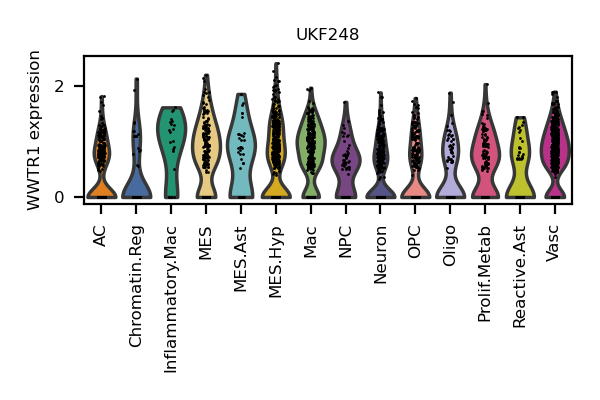 UKF248
WWTR1 expression
2
0
AC
Chromatin.Reg
Inflammatory.Mac
MES
MES.Ast
MES.Hyp
Mac
NPC
Neuron
OPC
Oligo
Prolif.Metab
Reactive.Ast
Vasc